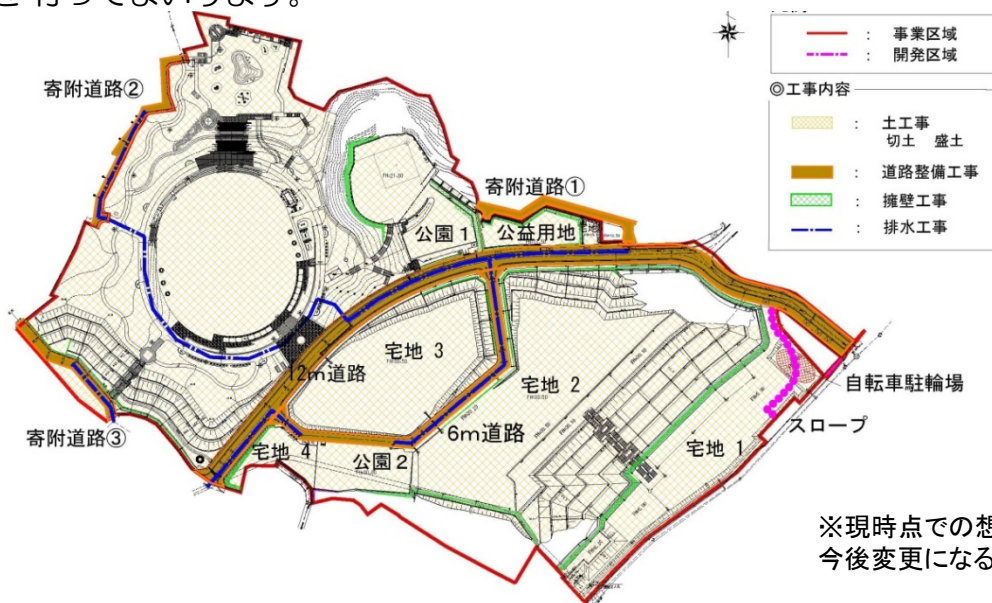 行ってまいります。
事業区域
開発区域
◎工事内容
土工事
切土 盛土
道路整備工事
擁壁工事
排水工事
寄附道路②
寄附道路①
公園1
公益用地
宅地
宅地 3
12m道路
宅地 2
6m道路
自転車駐輪場
スロープ
宅地 1
寄附道路③
宅地 4
公園2
※現時点での想
今後変更になる